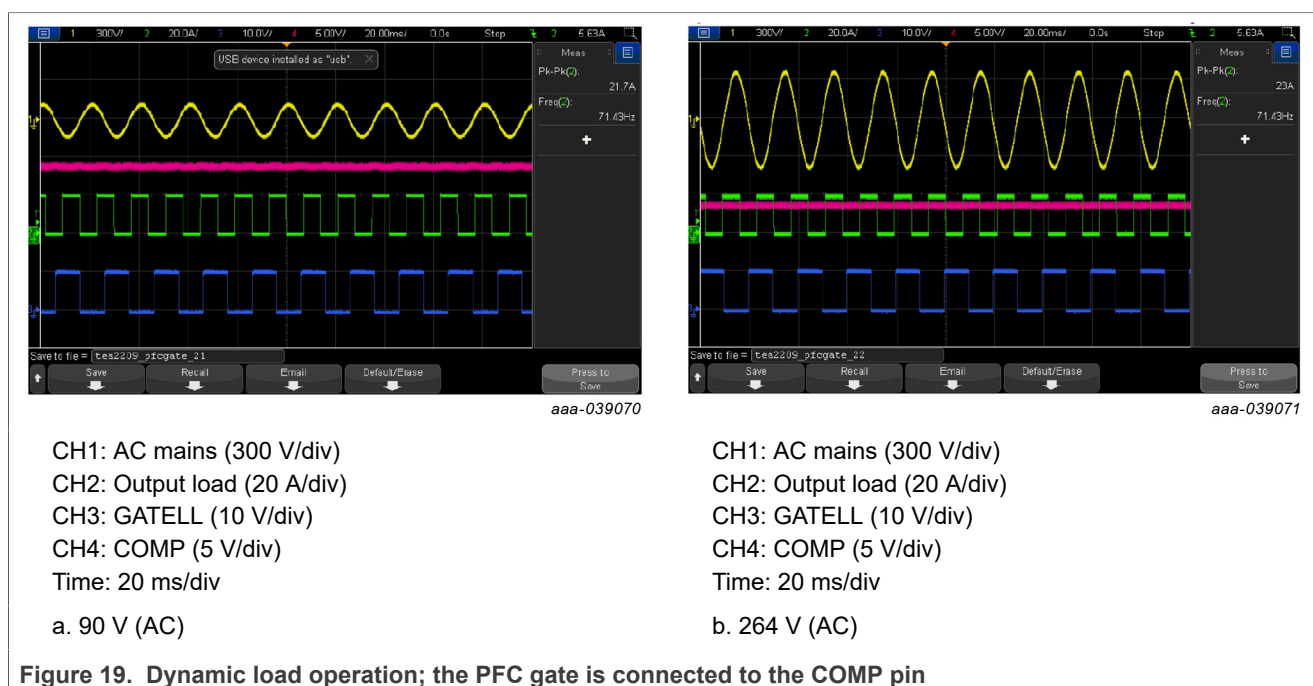 1 300V/ 2 20.0A/ 3 10.0V/ 4 5.00V/ 20.00ms/ 0.0s Stop 2 5.63A
USB device installed as "usb".
Meas
Pk-Pk(2):
21.7A
Freq(2):
71.43Hz
Save to file = tea2209_pfcgate_21
Save Recall Email Default/Erase Press to
Save
aaa-039070
CH1: AC mains (300 V/div)
CH2: Output load (20 A/div)
CH3: GATELL (10 V/div)
CH4: COMP (5 V/div)
Time: 20 ms/div
a. 90 V (AC)
1 300V/ 2 20.0A/ 3 10.0V/ 4 5.00V/ 20.00ms/ 0.0s Stop 2 5.63A
Meas
Pk-Pk(2):
23A
Freq(2):
71.43Hz
Save to file = tea2209_pfcgate_22
Save Recall Email Default/Erase Press to
Save
aaa-039071
CH1: AC mains (300 V/div)
CH2: Output load (20 A/div)
CH3: GATELL (10 V/div)
CH4: COMP (5 V/div)
Time: 20 ms/div
b. 264 V (AC)
Figure 19. Dynamic load operation; the PFC gate is connected to the COMP pin